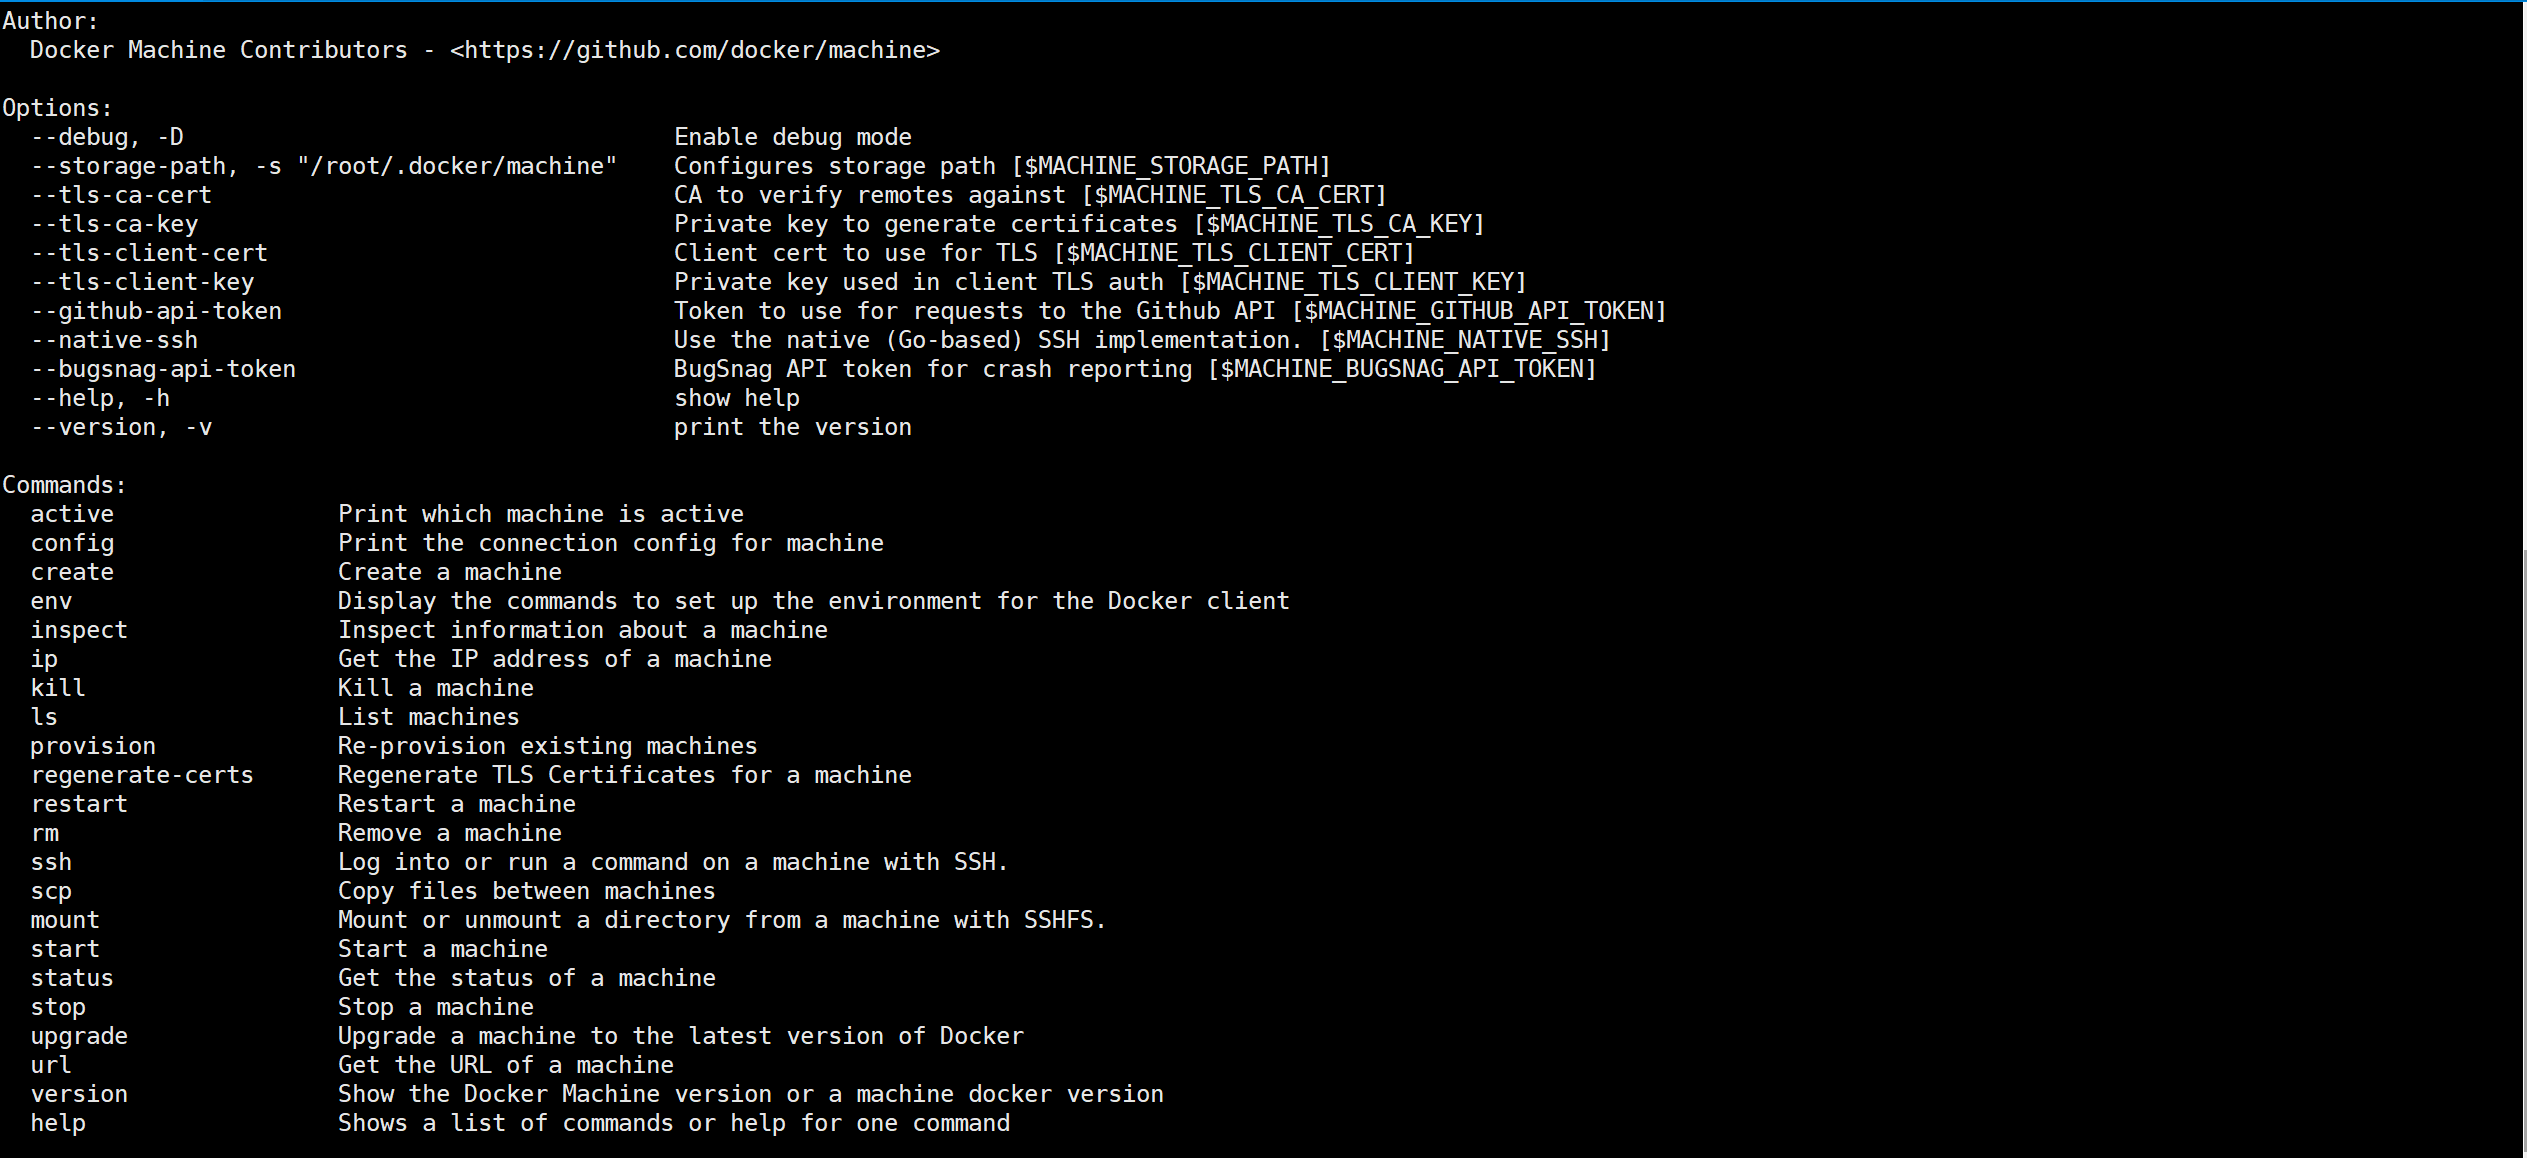 Author:
  Docker Machine Contributors - <https://github.com/docker/machine>

Options:
  --debug, -D                                   Enable debug mode
  --storage-path, -s "/root/.docker/machine"    Configures storage path [$MACHINE_STORAGE_PATH]
  --tls-ca-cert                                 CA to verify remotes against [$MACHINE_TLS_CA_CERT]
  --tls-ca-key                                  Private key to generate certificates [$MACHINE_TLS_CA_KEY]
  --tls-client-cert                             Client cert to use for TLS [$MACHINE_TLS_CLIENT_CERT]
  --tls-client-key                              Private key used in client TLS auth [$MACHINE_TLS_CLIENT_KEY]
  --github-api-token                            Token to use for requests to the Github API [$MACHINE_GITHUB_API_TOKEN]
  --native-ssh                                  Use the native (Go-based) SSH implementation. [$MACHINE_NATIVE_SSH]
  --bugsnag-api-token                           BugSnag API token for crash reporting [$MACHINE_BUGSNAG_API_TOKEN]
  --help, -h                                    show help
  --version, -v                                 print the version

Commands:
  active                Print which machine is active
  config                Print the connection config for machine
  create                Create a machine
  env                   Display the commands to set up the environment for the Docker client
  inspect               Inspect information about a machine
  ip                    Get the IP address of a machine
  kill                  Kill a machine
  ls                    List machines
  provision             Re-provision existing machines
  regenerate-certs      Regenerate TLS Certificates for a machine
  restart               Restart a machine
  rm                    Remove a machine
  ssh                   Log into or run a command on a machine with SSH.
  scp                   Copy files between machines
  mount                 Mount or unmount a directory from a machine with SSHFS.
  start                 Start a machine
  status                Get the status of a machine
  stop                  Stop a machine
  upgrade               Upgrade a machine to the latest version of Docker
  url                   Get the URL of a machine
  version               Show the Docker Machine version or a machine docker version
  help                  Shows a list of commands or help for one command